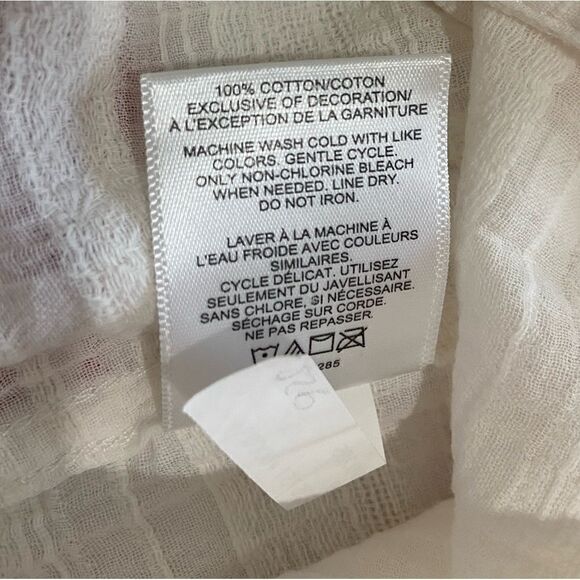 100% COTTON/COTON
EXCLUSIVE OF DECORATION/
À L'EXCEPTION DE LA GARNITURE
MACHINE WASH COLD WITH LIKE
COLORS. GENTLE CYCLE.
ONLY NON-CHLORINE BLEACH
WHEN NEEDED. LINE DRY.
DO NOT IRON.
LAVER À LA MACHINE À
L'EAU FROIDE AVEC COULEURS
SIMILAIRES.
CYCLE DÉLICAT. UTILISEZ
SEULEMENT DU JAVELLISANT
SANS CHLORE, SI NÉCESSAIRE.
SÉCHAGE SUR CORDE.
NE PAS REPASSER.
285